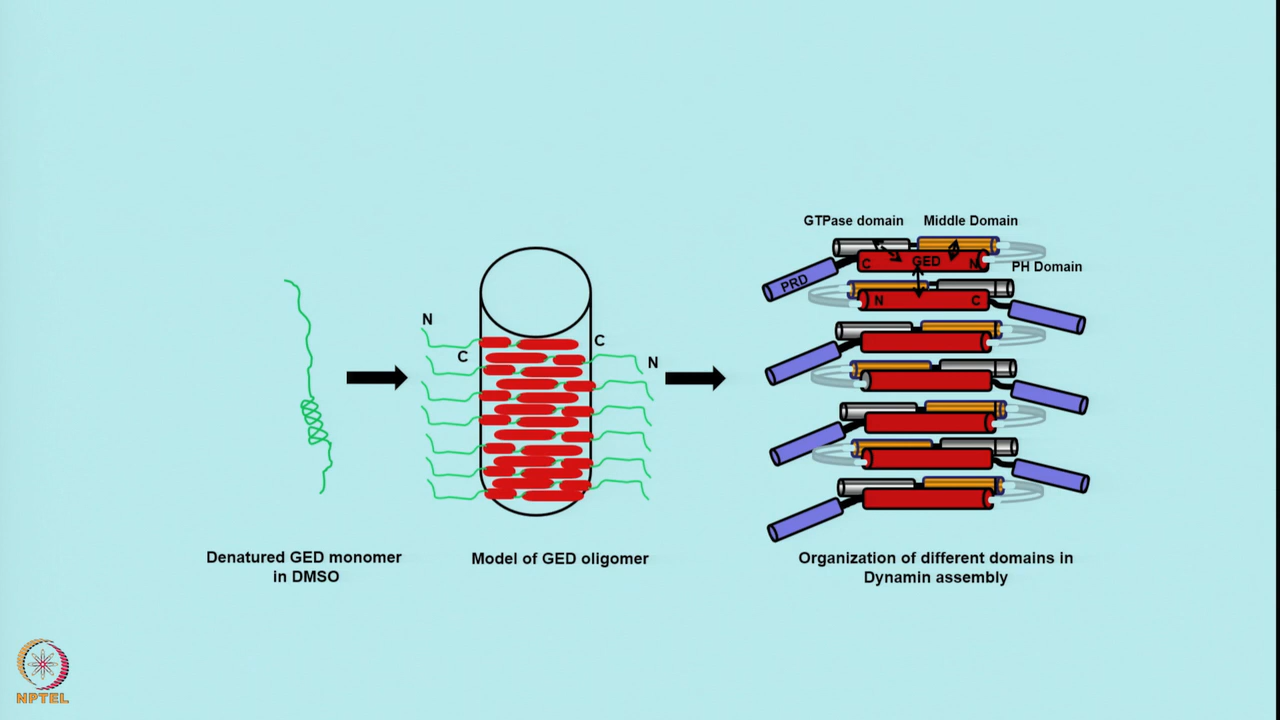 GTPase domain Middle Domain
C GED N
PH Domain
PRD
N C
N
C
C
N
Denatured GED monomer
in DMSO
Model of GED oligomer
Organization of different domains in
Dynamin assembly
NPTEL